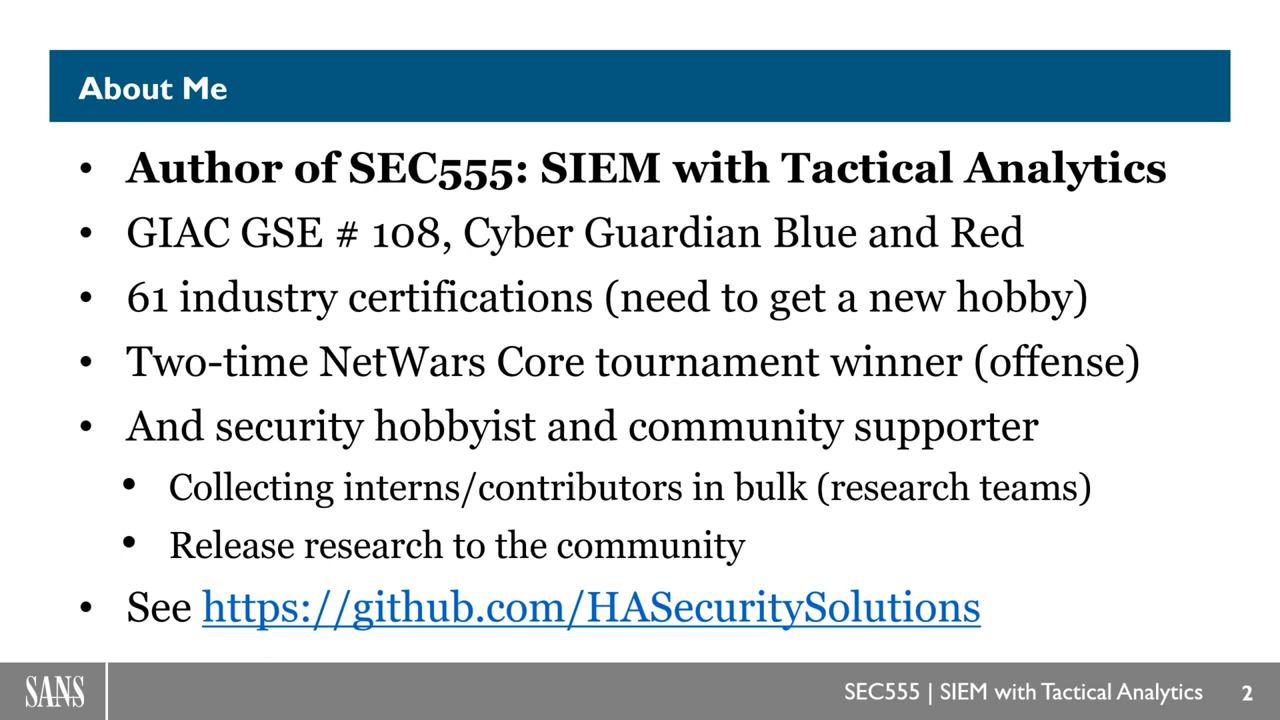 About Me
• Author of SEC555: SIEM with Tactical Analytics
• GIAC GSE # 108, Cyber Guardian Blue and Red
• 61 industry certifications (need to get a new hobby)
• Two-time NetWars Core tournament winner (offense)
• And security hobbyist and community supporter
• Collecting interns/contributors in bulk (research teams)
• Release research to the community
• See https://github.com/HASecuritySolutions
SANS
SEC555 | SIEM with Tactical Analytics 2